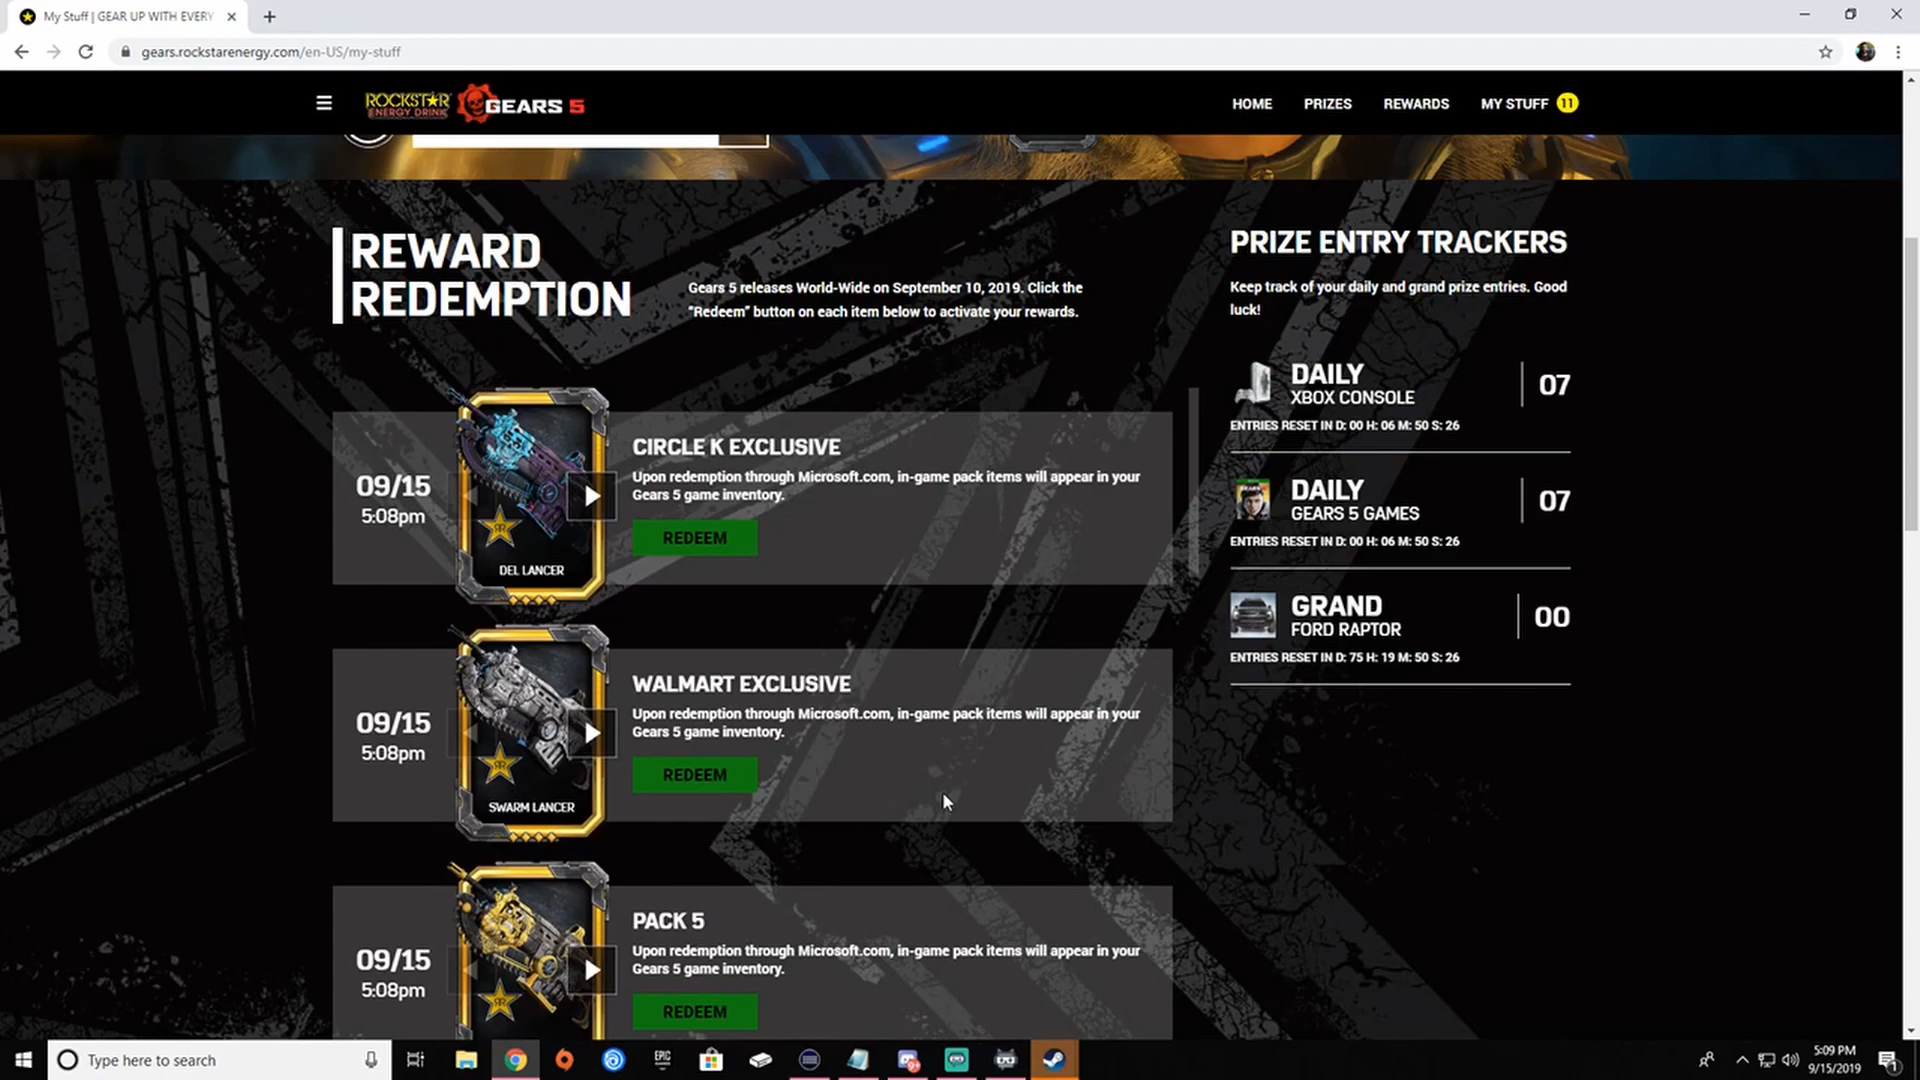 My Stuff | GEAR UP WITH EVERY
gears.rockstarenergy.com/en-US/my-stuff
ROCKSTAR
ENERGY DRINK
GEARS 5
HOME
PRIZES
REWARDS
MY STUFF 11
REWARD
REDEMPTION
Gears 5 releases World-Wide on September 10, 2019. Click the
"Redeem" button on each item below to activate your rewards.
09/15
5:08pm
DEL LANCER
CIRCLE K EXCLUSIVE
Upon redemption through Microsoft.com, in-game pack items will appear in your
Gears 5 game inventory.
REDEEM
09/15
5:08pm
SWARM LANCER
WALMART EXCLUSIVE
Upon redemption through Microsoft.com, in-game pack items will appear in your
Gears 5 game inventory.
REDEEM
09/15
5:08pm
PACK 5
Upon redemption through Microsoft.com, in-game pack items will appear in your
Gears 5 game inventory.
REDEEM
PRIZE ENTRY TRACKERS
Keep track of your daily and grand prize entries. Good
luck!
DAILY
XBOX CONSOLE
07
ENTRIES RESET IN D: 00 H: 06 M: 50 S: 26
DAILY
GEARS 5 GAMES
07
ENTRIES RESET IN D: 00 H: 06 M: 50 S: 26
GRAND
FORD RAPTOR
00
ENTRIES RESET IN D: 75 H: 19 M: 50 S: 26
Type here to search
EPIC
5:09 PM
9/15/2019
1